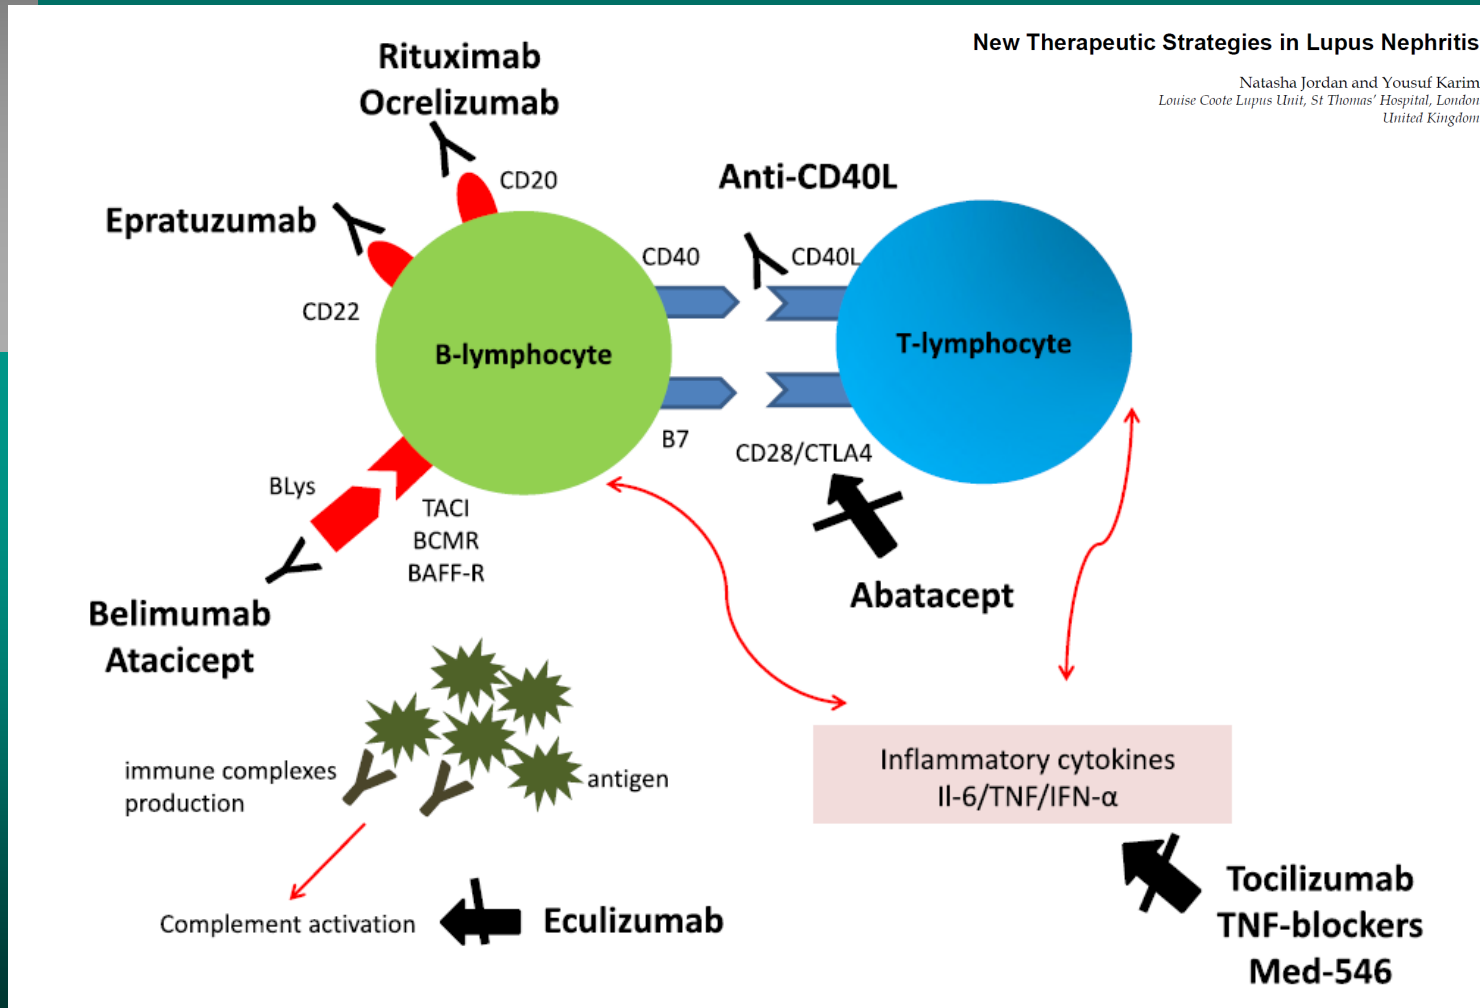 New Therapeutic Strategies in Lupus Nephritis
Natasha Jordan and Yousuf Karim
Louise Coote Lupus Unit, St Thomas' Hospital, London
United Kingdom
Rituximab
Ocrelizumab
CD20
Anti-CD40L
Epratuzumab
CD22
CD40
CD40L
B-lymphocyte
T-lymphocyte
B7
CD28/CTLA4
BLys
TACI
BCMR
BAFF-R
Abatacept
Belimumab
Atacicept
immune complexes
production
antigen
Inflammatory cytokines
Il-6/TNF/IFN-α
Complement activation
Eculizumab
Tocilizumab
TNF-blockers
Med-546